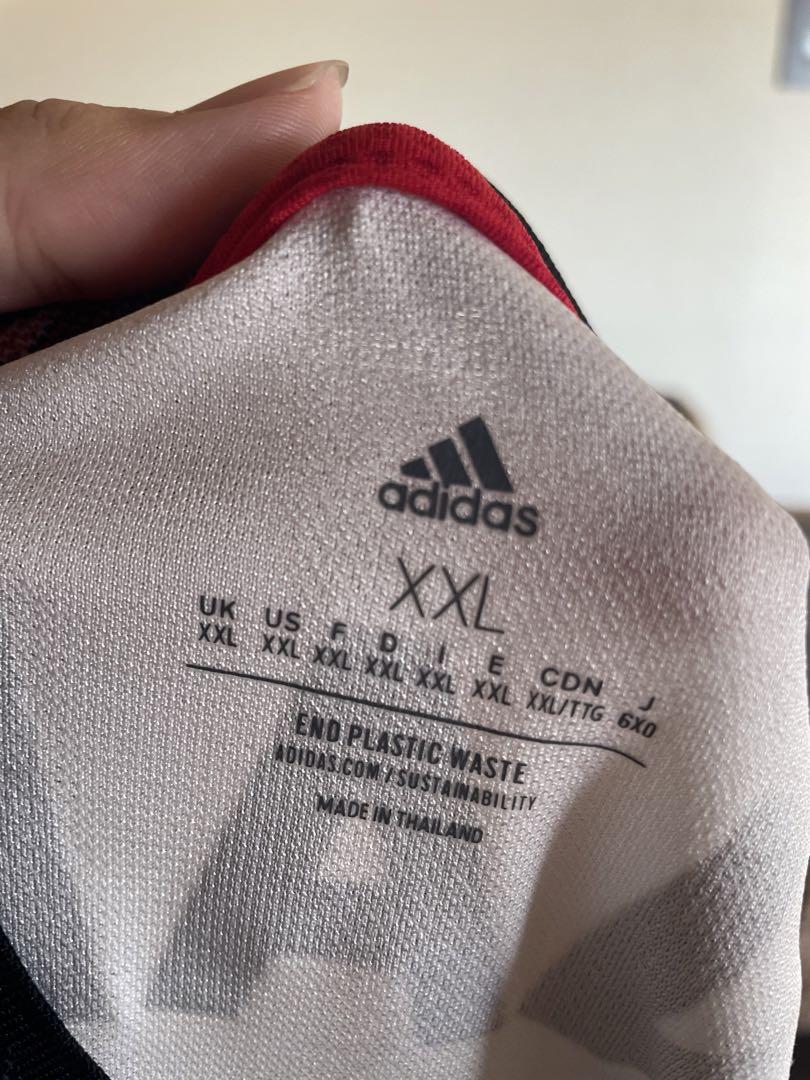 adidas
XXL
UK US F D I E CDN J
XXL XXL XXL XXL XXL XXL XXL/TTG 6XO
END PLASTIC WASTE
ADIDAS.COM/SUSTAINABILITY
MADE IN THAILAND